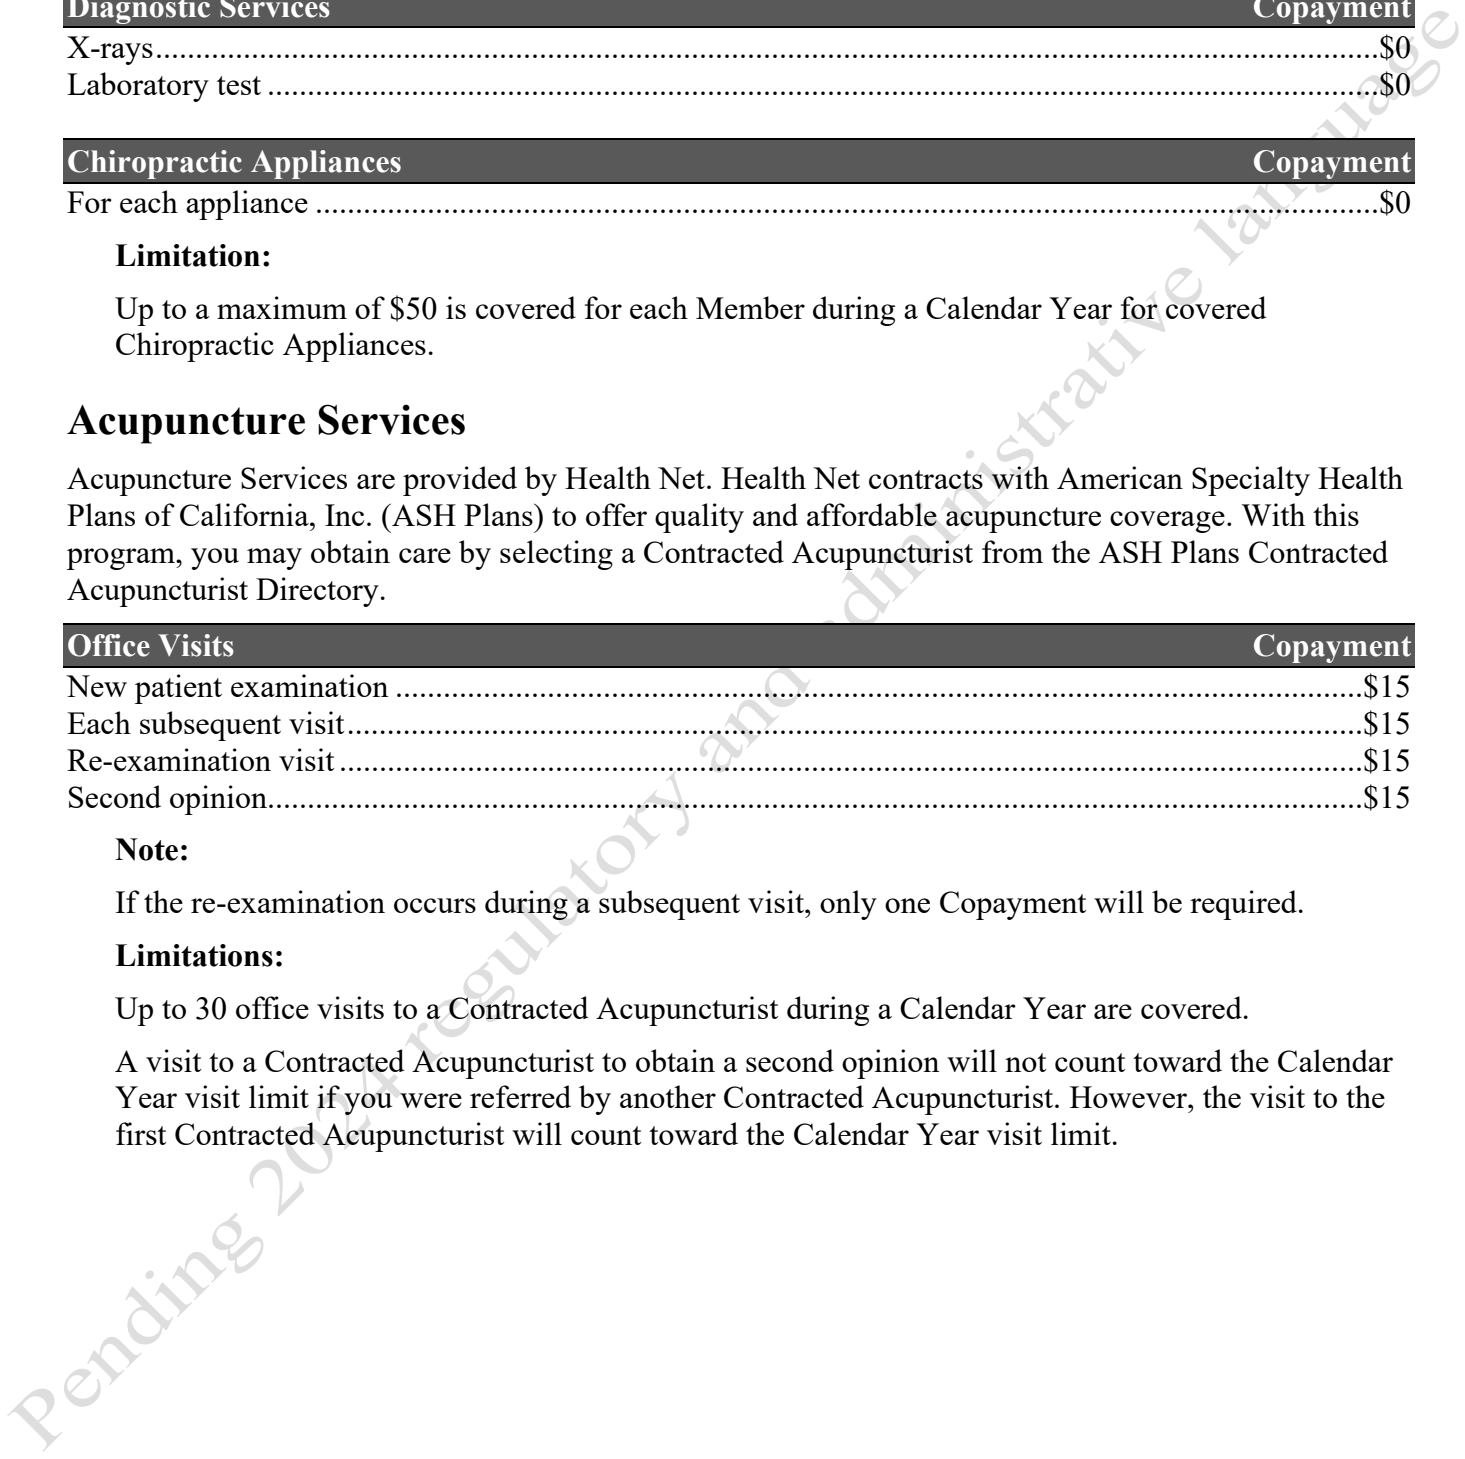 Diagnostic Services Copayment
X-rays............................................................................................................................................................$0
Laboratory test ..............................................................................................................................................$0
Chiropractic Appliances Copayment
For each appliance ........................................................................................................................................$0
Limitation:
Up to a maximum of $50 is covered for each Member during a Calendar Year for covered
Chiropractic Appliances.
Acupuncture Services
Acupuncture Services are provided by Health Net. Health Net contracts with American Specialty Health
Plans of California, Inc. (ASH Plans) to offer quality and affordable acupuncture coverage. With this
program, you may obtain care by selecting a Contracted Acupuncturist from the ASH Plans Contracted
Acupuncturist Directory.
Office Visits Copayment
New patient examination ............................................................................................................................$15
Each subsequent visit..................................................................................................................................$15
Re-examination visit ...................................................................................................................................$15
Second opinion............................................................................................................................................$15
Note:
If the re-examination occurs during a subsequent visit, only one Copayment will be required.
Limitations:
Up to 30 office visits to a Contracted Acupuncturist during a Calendar Year are covered.
A visit to a Contracted Acupuncturist to obtain a second opinion will not count toward the Calendar
Year visit limit if you were referred by another Contracted Acupuncturist. However, the visit to the
first Contracted Acupuncturist will count toward the Calendar Year visit limit.
Pending 2024 regulatory and administrative language